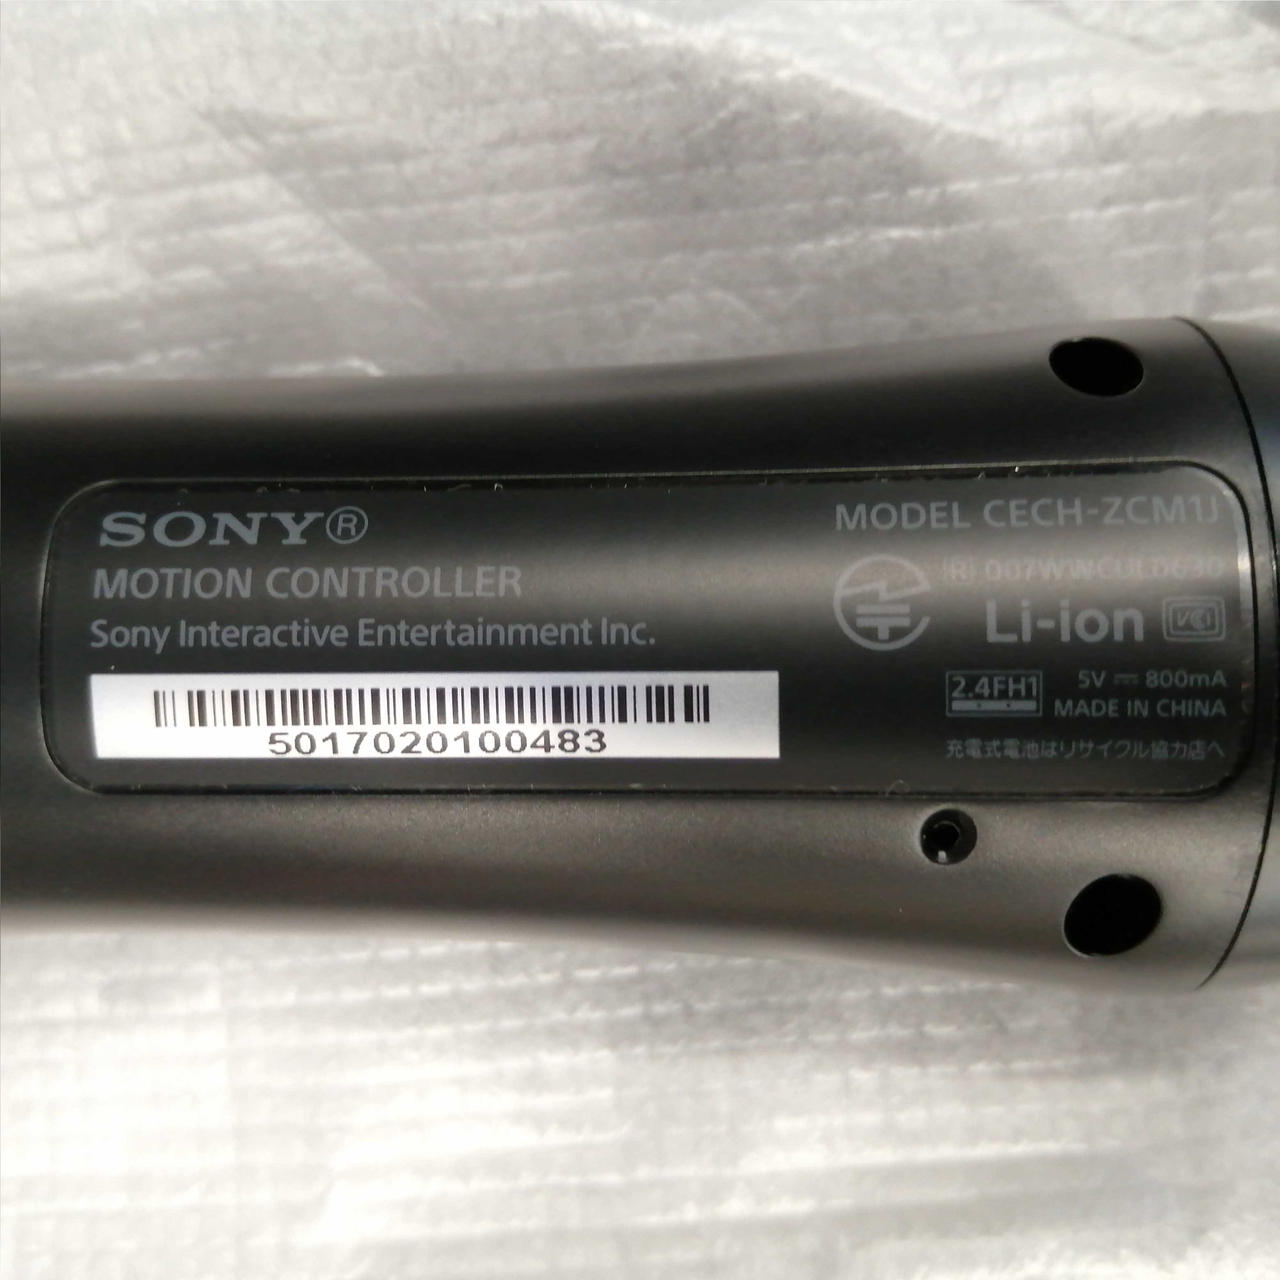 SONY®
MOTION CONTROLLER
Sony Interactive Entertainment Inc.
5017020100483
MODEL CECH-ZCM1J
Li-ion VCI
2.4FH1
5V ⎓ 800mA
MADE IN CHINA
充電式電池はリサイクル協力店へ